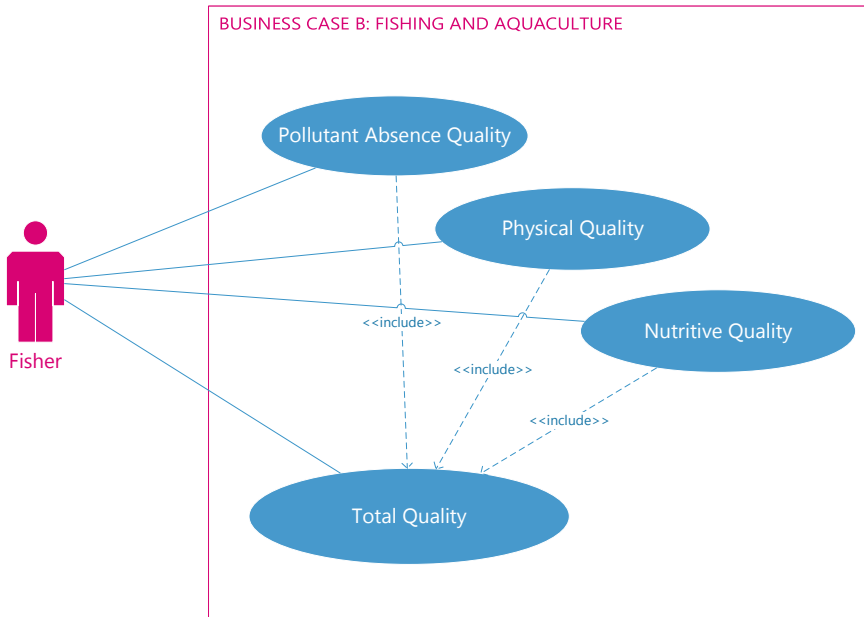 BUSINESS CASE B: FISHING AND AQUACULTURE
Pollutant Absence Quality
Physical Quality
Nutritive Quality
Fisher
<<include>>
<<include>>
<<include>>
Total Quality